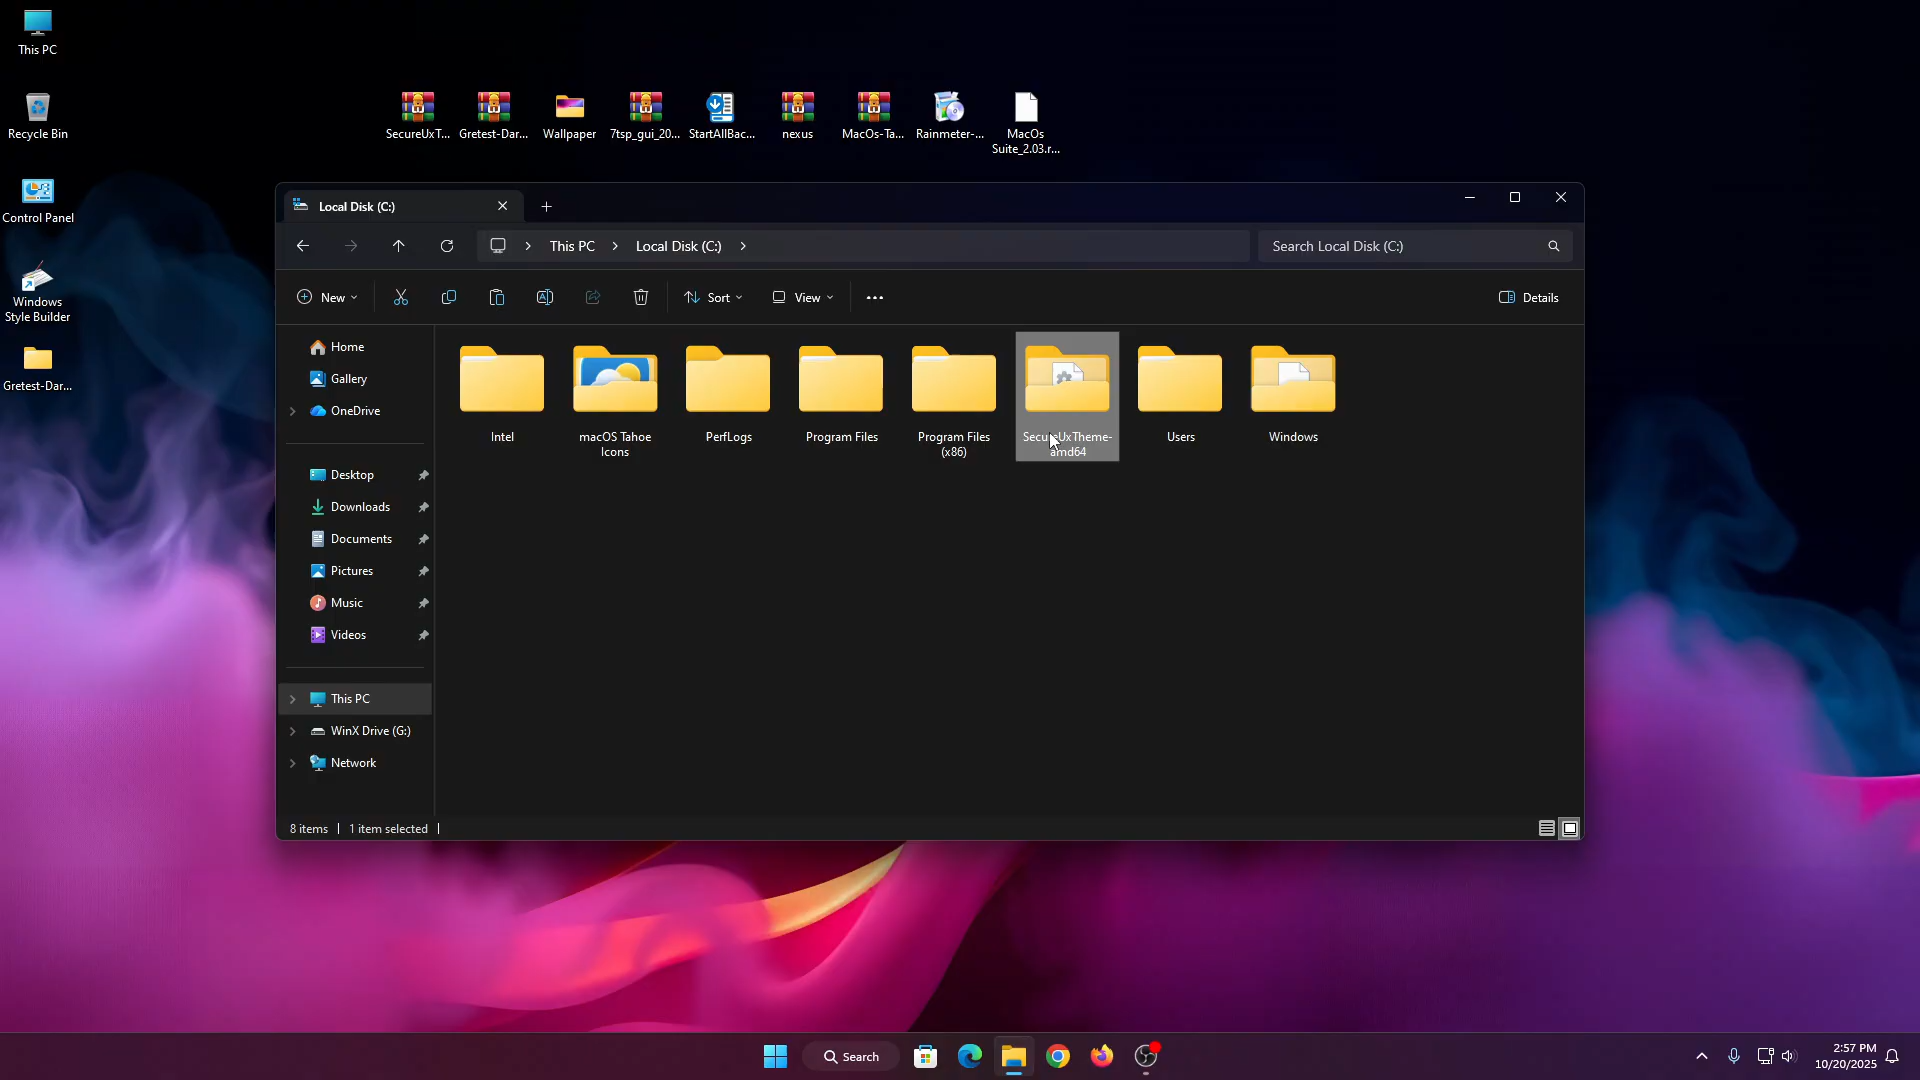 This PC
Recycle Bin
Control Panel
Windows
Style Builder
Gretest-Dar...
SecureUxT...
Gretest-Dar...
Wallpaper
7tsp_gui_20...
StartAllBac...
nexus
MacOs-Ta...
Rainmeter-...
MacOs
Suite_2.03.r...
Local Disk (C:)
This PC
Local Disk (C:)
Search Local Disk (C:)
New
Sort
View
Details
Home
Gallery
OneDrive
Desktop
Downloads
Documents
Pictures
Music
Videos
This PC
WinX Drive (G:)
Network
Intel
macOS Tahoe
Icons
PerfLogs
Program Files
Program Files
(x86)
SecureUxTheme-
amd64
Users
Windows
8 items
1 item selected
Search
2:57 PM
10/20/2025